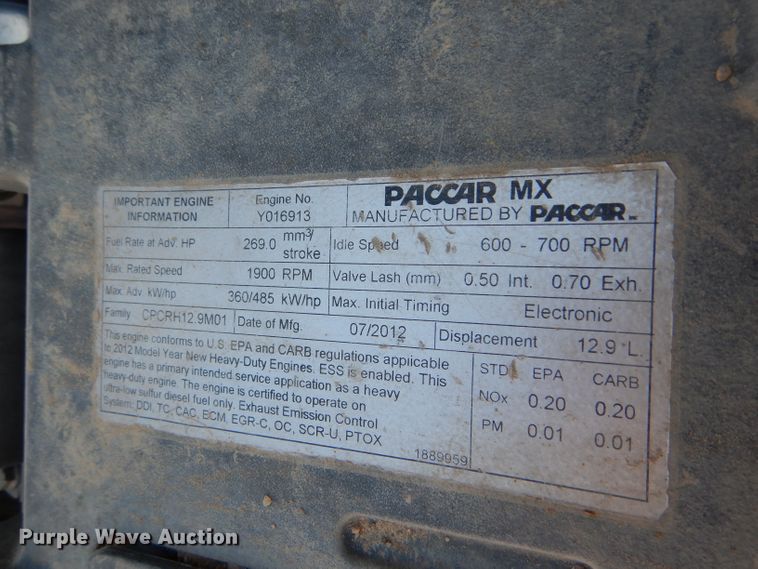 IMPORTANT ENGINE
INFORMATION
Engine No.
Y016913
PACCAR MX
MANUFACTURED BY PACCAR INC
Fuel Rate at Adv. HP 269.0 mm³/stroke
Idle Speed 600 - 700 RPM
Max. Rated Speed 1900 RPM
Valve Lash (mm) 0.50 Int. 0.70 Exh.
Max. Adv. kW/hp 360/485 kW/hp
Max. Initial Timing Electronic
Family CPCRH12.9M01
Date of Mfg. 07/2012
Displacement 12.9 L.
This engine conforms to U.S. EPA and CARB regulations applicable
to 2012 Model Year New Heavy-Duty Engines. ESS is enabled. This
engine has a primary intended service application as a heavy
heavy-duty engine. The engine is certified to operate on
ultra-low sulfur diesel fuel only. Exhaust Emission Control
System: DDI, TC, CAC, ECM, EGR-C, OC, SCR-U, PTOX
1889959
STD. EPA CARB
NOx 0.20 0.20
PM 0.01 0.01
Purple Wave Auction